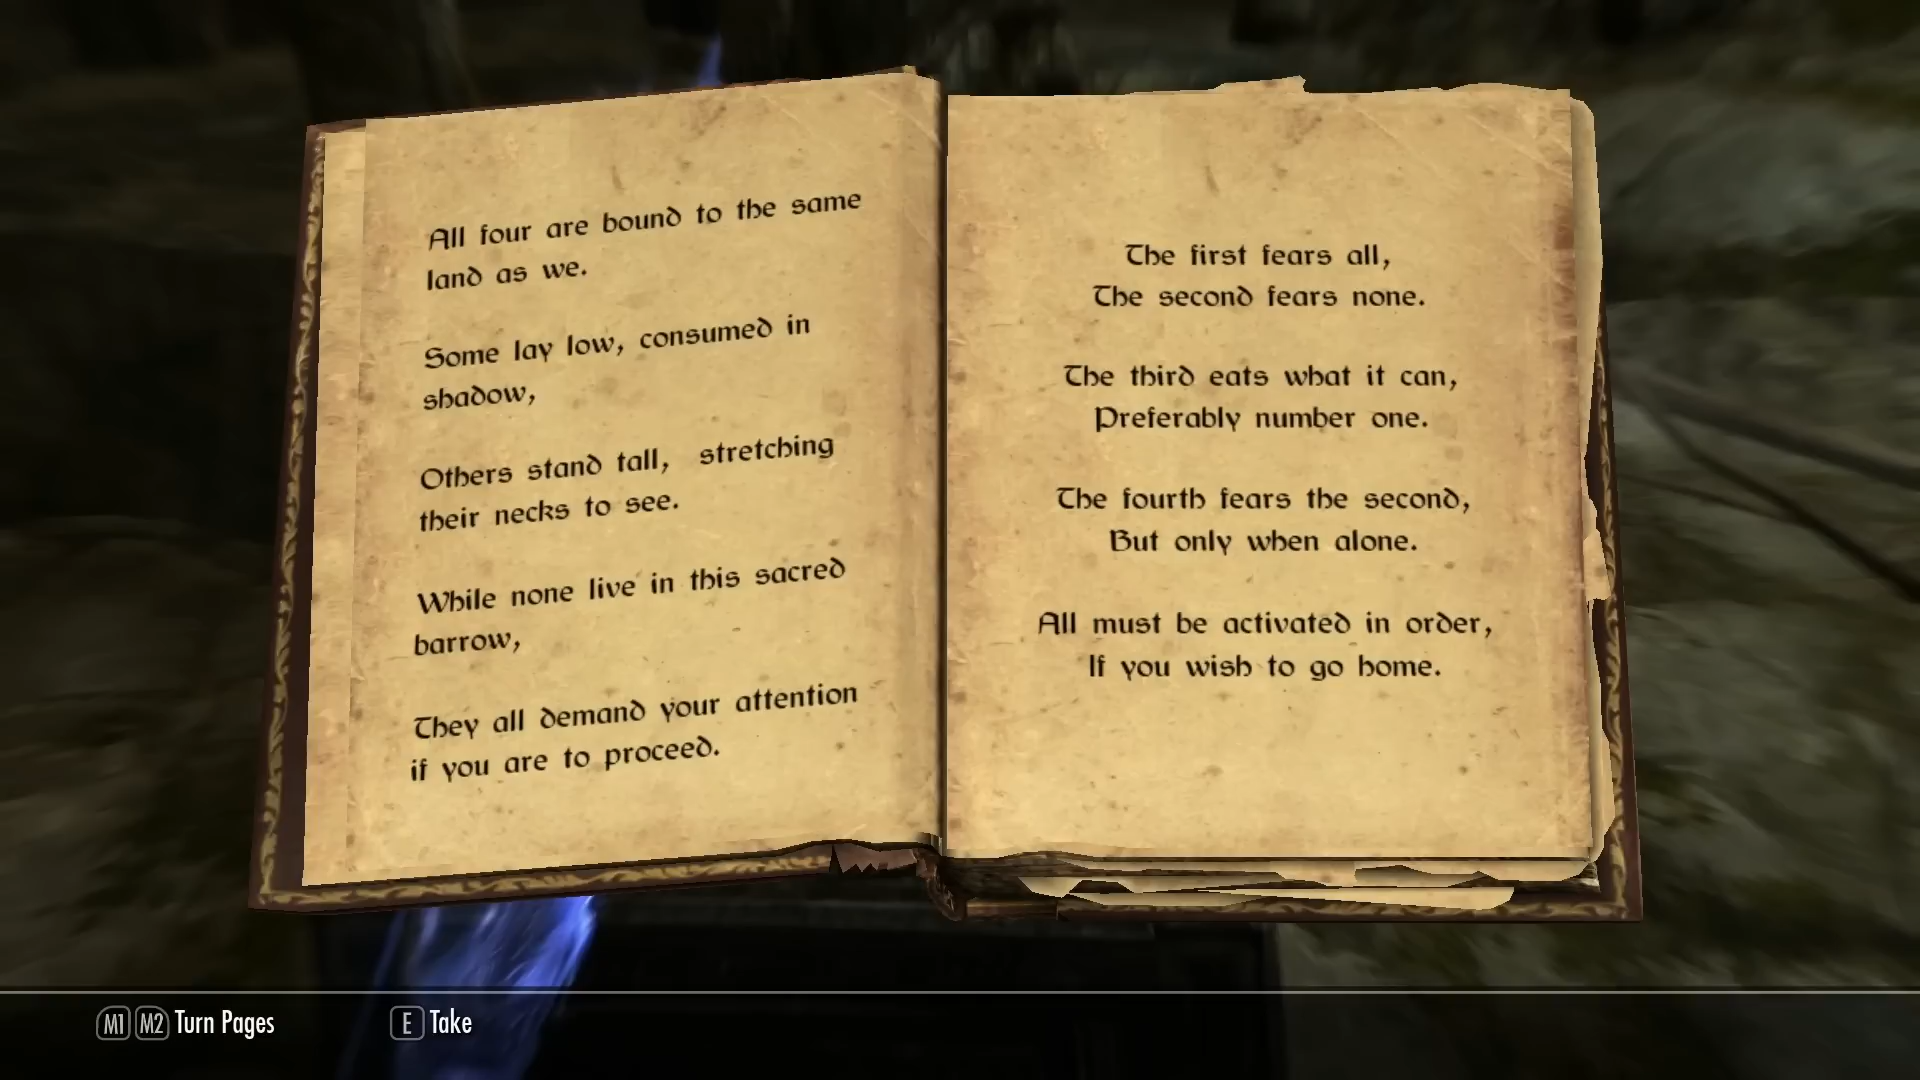 All four are bound to the same
land as we.
Some lay low, consumed in
shadow,
Others stand tall, stretching
their necks to see.
While none live in this sacred
barrow,
They all demand your attention
if you are to proceed.
The first fears all,
The second fears none.
The third eats what it can,
Preferably number one.
The fourth fears the second,
But only when alone.
All must be activated in order,
If you wish to go home.
M1 M2 Turn Pages
E Take